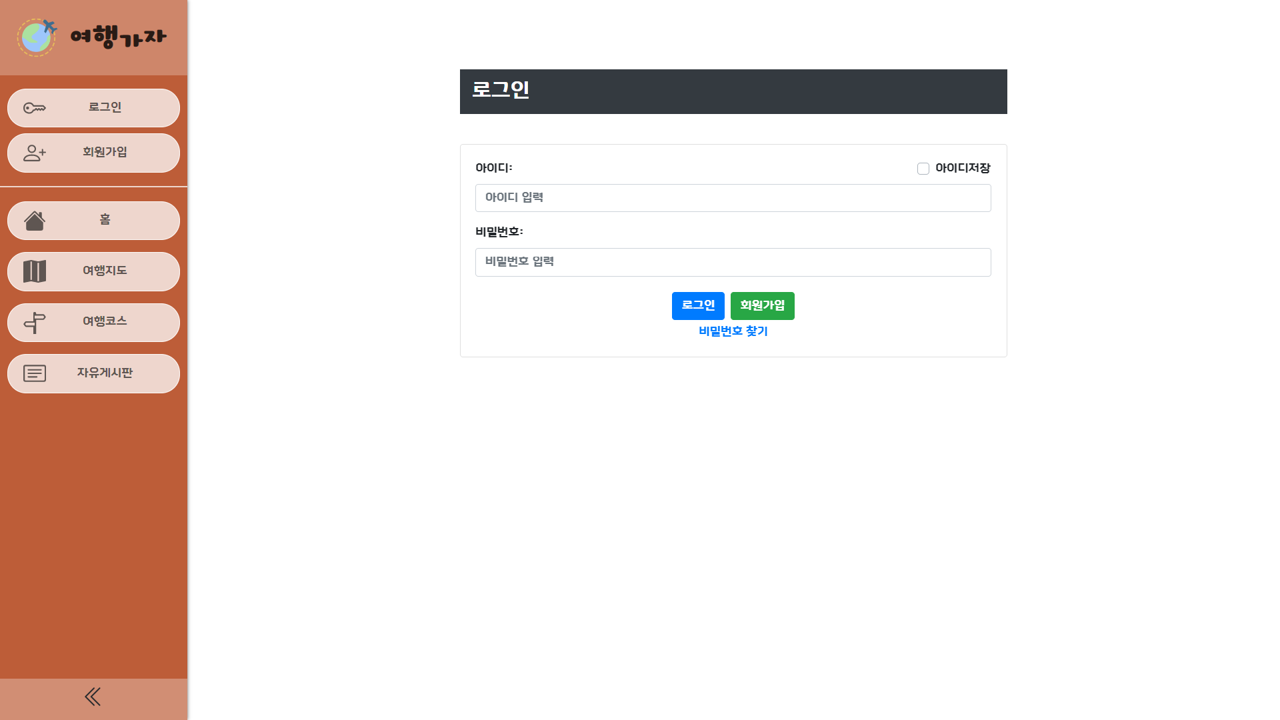 여행가자
로그인
회원가입
홈
여행지도
여행코스
자유게시판
로그인
아이디: 아이디저장
아이디 입력
비밀번호:
비밀번호 입력
로그인 회원가입
비밀번호 찾기